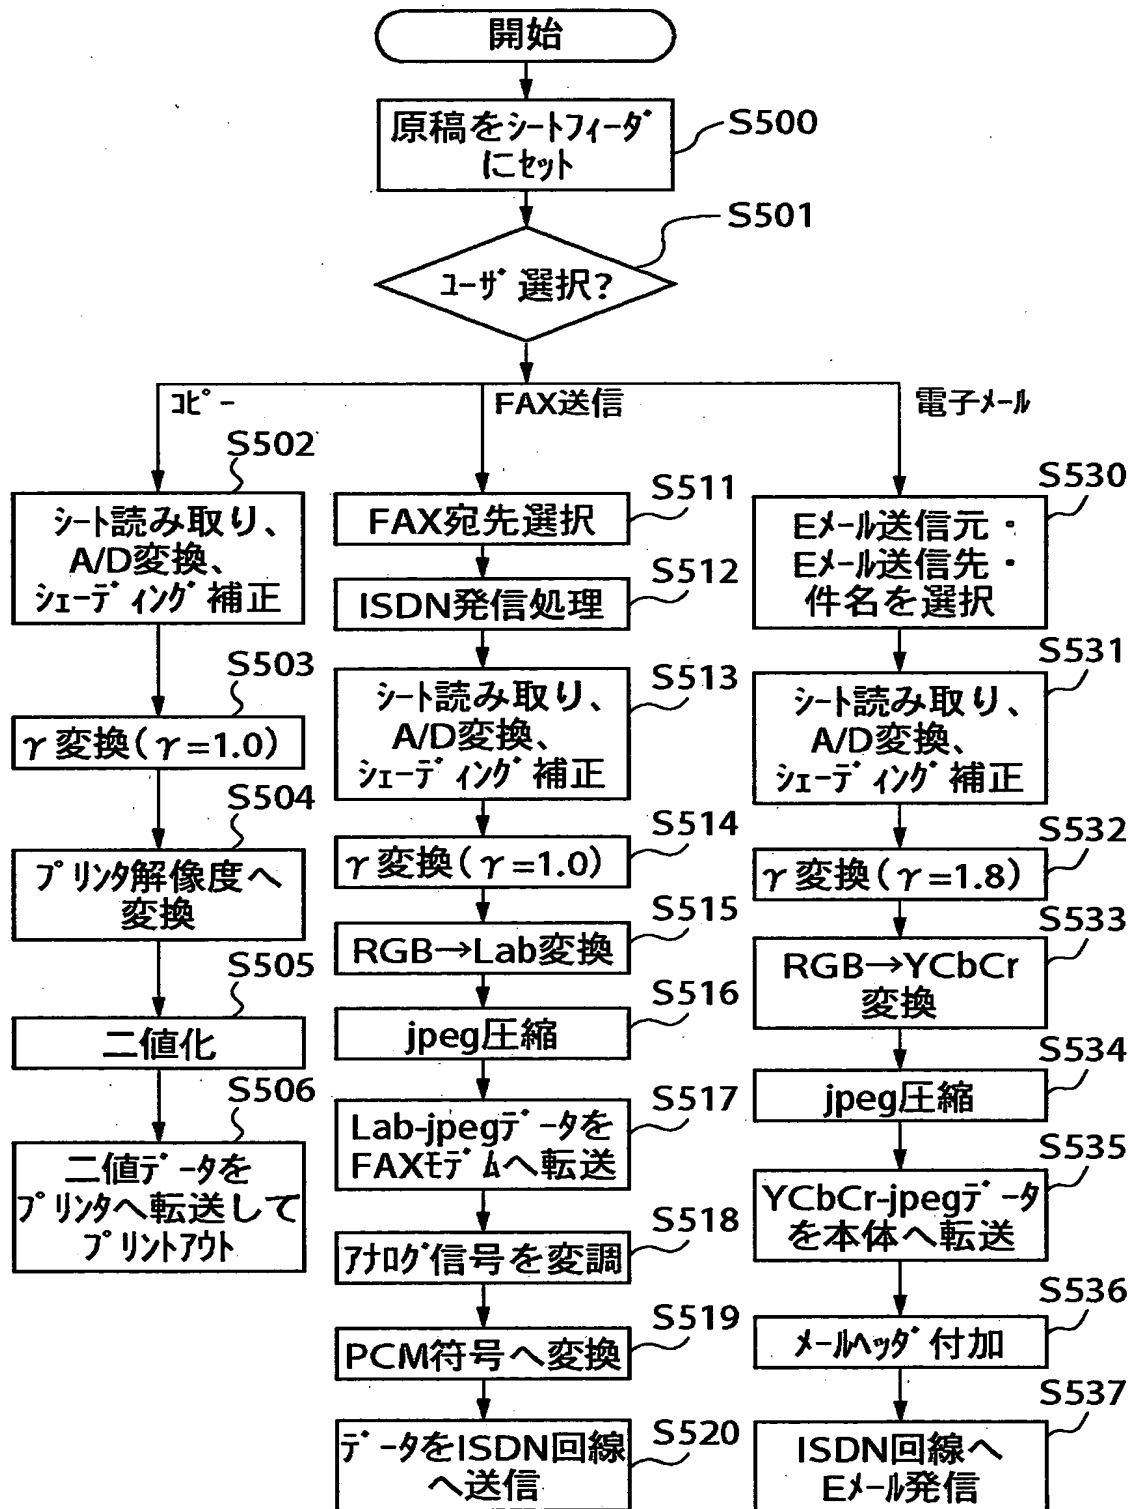 開始
原稿をｼｰﾄﾌｨｰﾀﾞ
にｾｯﾄ
S500
S501
ﾕｰｻﾞ選択?
ｺﾋﾟｰ
FAX送信
電子ﾒｰﾙ
S502
ｼｰﾄ読み取り、
A/D変換、
ｼｪｰﾃﾞｨﾝｸﾞ補正
S503
γ変換(γ=1.0)
S504
ﾌﾟﾘﾝﾀ解像度へ
変換
S505
二値化
S506
二値ﾃﾞｰﾀを
ﾌﾟﾘﾝﾀへ転送して
ﾌﾟﾘﾝﾄｱｳﾄ
S511
FAX宛先選択
S512
ISDN発信処理
S513
ｼｰﾄ読み取り、
A/D変換、
ｼｪｰﾃﾞｨﾝｸﾞ補正
S514
γ変換(γ=1.0)
S515
RGB→Lab変換
S516
jpeg圧縮
S517
Lab-jpegﾃﾞｰﾀを
FAXﾓﾃﾞﾑへ転送
S518
ｱﾅﾛｸﾞ信号を変調
S519
PCM符号へ変換
S520
ﾃﾞｰﾀをISDN回線
へ送信
S530
Eﾒｰﾙ送信元・
Eﾒｰﾙ送信先・
件名を選択
S531
ｼｰﾄ読み取り、
A/D変換、
ｼｪｰﾃﾞｨﾝｸﾞ補正
S532
γ変換(γ=1.8)
S533
RGB→YCbCr
変換
S534
jpeg圧縮
S535
YCbCr-jpegﾃﾞｰﾀ
を本体へ転送
S536
ﾒｰﾙﾍｯﾀﾞ付加
S537
ISDN回線へ
Eﾒｰﾙ発信